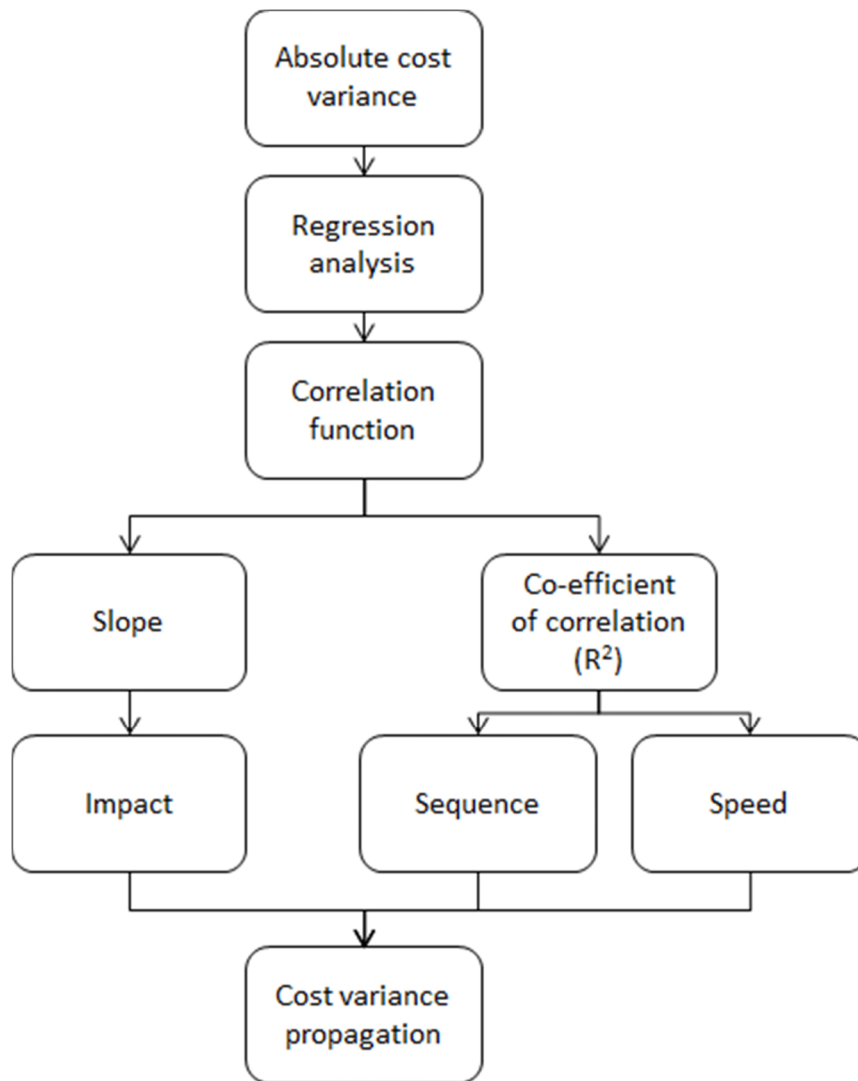 Absolute cost
variance
Regression
analysis
Correlation
function
Slope
Co-efficient
of correlation
(R²)
Impact
Sequence
Speed
Cost variance
propagation